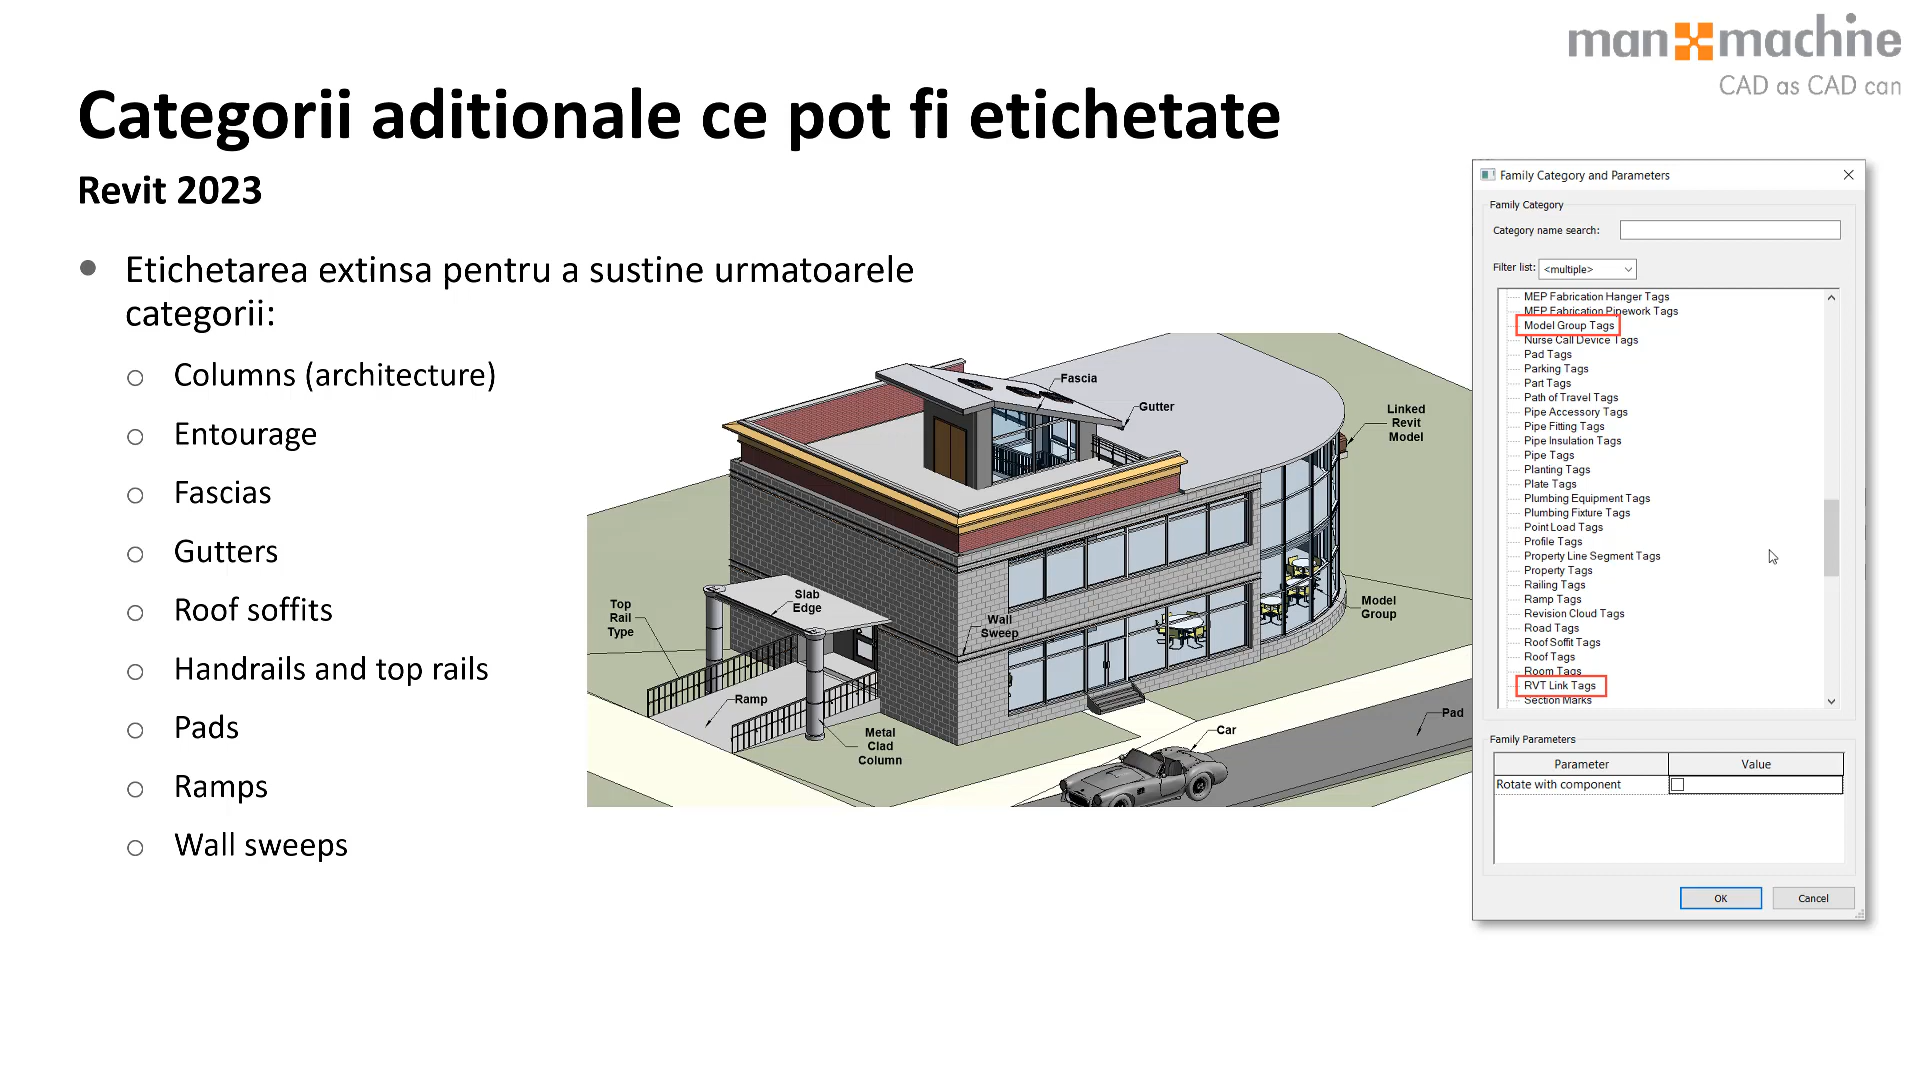 man machine
CAD as CAD can
Categorii aditionale ce pot fi etichetate
Revit 2023
Etichetarea extinsa pentru a sustine urmatoarele
categorii:
Columns (architecture)
Entourage
Fascias
Gutters
Roof soffits
Handrails and top rails
Pads
Ramps
Wall sweeps
Fascia
Gutter
Linked
Revit
Model
Slab
Edge
Top
Rail
Type
Wall
Sweep
Model
Group
Ramp
Metal
Clad
Column
Car
Pad
Family Category and Parameters
Family Category
Category name search:
Filter list: <multiple>
MEP Fabrication Hanger Tags
MEP Fabrication Pipework Tags
Model Group Tags
Nurse Call Device Tags
Pad Tags
Parking Tags
Part Tags
Path of Travel Tags
Pipe Accessory Tags
Pipe Fitting Tags
Pipe Insulation Tags
Pipe Tags
Planting Tags
Plate Tags
Plumbing Equipment Tags
Plumbing Fixture Tags
Point Load Tags
Profile Tags
Property Line Segment Tags
Property Tags
Railing Tags
Ramp Tags
Revision Cloud Tags
Road Tags
Roof Soffit Tags
Roof Tags
Room Tags
RVT Link Tags
Section Marks
Family Parameters
Parameter Value
Rotate with component
OK Cancel